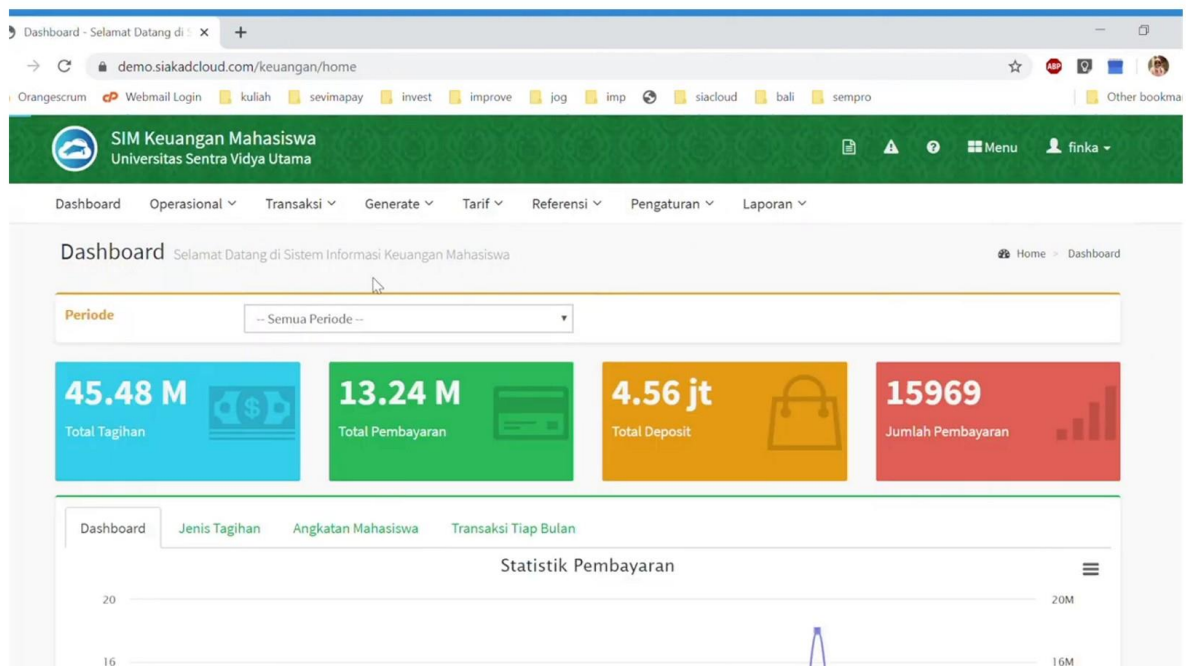 Dashboard - Selamat Datang di S
demo.siakadcloud.com/keuangan/home
ABP
Orangescrum cP Webmail Login kuliah sevimapay invest improve jog imp siacloud bali sempro Other bookma
SIM Keuangan Mahasiswa
Universitas Sentra Vidya Utama
Menu finka
Dashboard Operasional Transaksi Generate Tarif Referensi Pengaturan Laporan
Dashboard Selamat Datang di Sistem Informasi Keuangan Mahasiswa
Home > Dashboard
Periode
-- Semua Periode --
45.48 M
Total Tagihan
13.24 M
Total Pembayaran
4.56 jt
Total Deposit
15969
Jumlah Pembayaran
Dashboard Jenis Tagihan Angkatan Mahasiswa Transaksi Tiap Bulan
Statistik Pembayaran
20 20M
16 16M